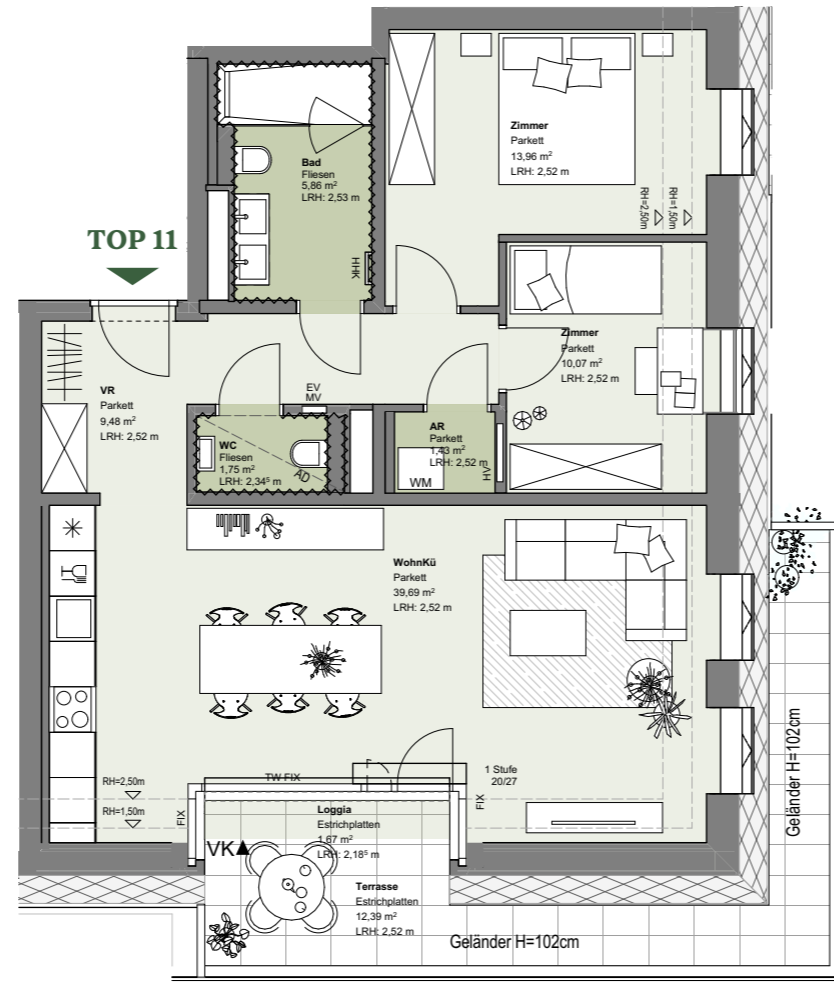 Zimmer
Parkett
13,96 m²
LRH: 2,52 m
RH=2,50m
RH=1,50m
Bad
Fliesen
5,86 m²
LRH: 2,53 m
HHK
TOP 11
Zimmer
Parkett
10,07 m²
LRH: 2,52 m
VR
Parkett
9,48 m²
LRH: 2,52 m
EV
MV
WC
Fliesen
1,75 m²
LRH: 2,34⁵ m
AD
AR
Parkett
1,43 m²
LRH: 2,52 m
WM
HV
WohnKü
Parkett
39,69 m²
LRH: 2,52 m
1 Stufe
20/27
TW FIX
RH=2,50m
RH=1,50m
FIX
FIX
Loggia
Estrichplatten
1,67 m²
LRH: 2,18⁵ m
VK
Terrasse
Estrichplatten
12,39 m²
LRH: 2,52 m
Geländer H=102cm
Geländer H=102cm